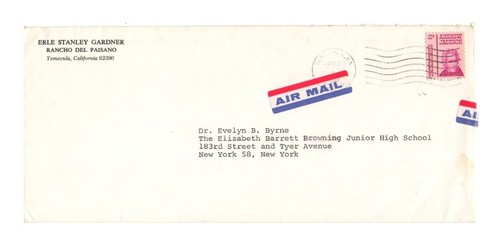 ERLE STANLEY GARDNER
RANCHO DEL PAISANO
Temecula, California 92390
AIR MAIL
Dr. Evelyn B. Byrne
The Elizabeth Barrett Browning Junior High School
183rd Street and Tyer Avenue
New York 58, New York